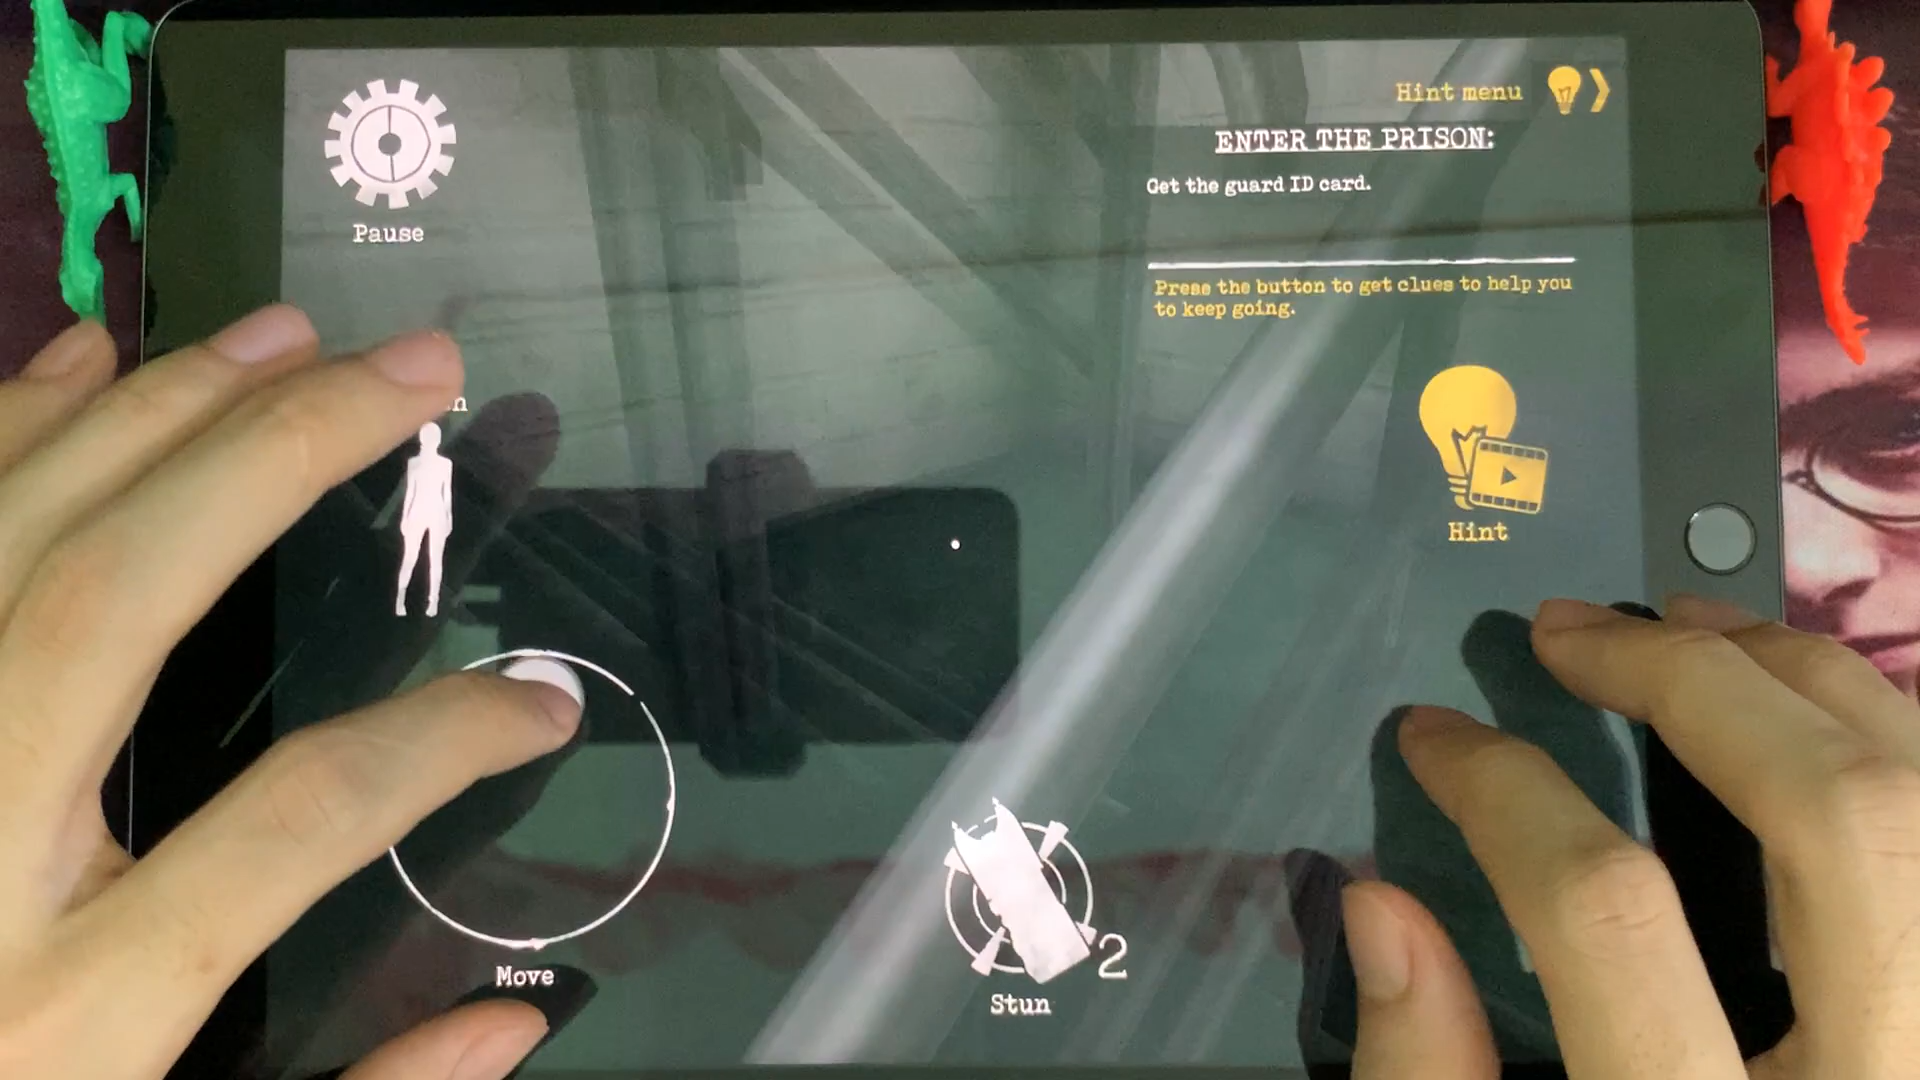 Hint menu
ENTER THE PRISON:
Get the guard ID card.
Pause
Press the button to get clues to help you
to keep going.
Hint
Move
2
Stun